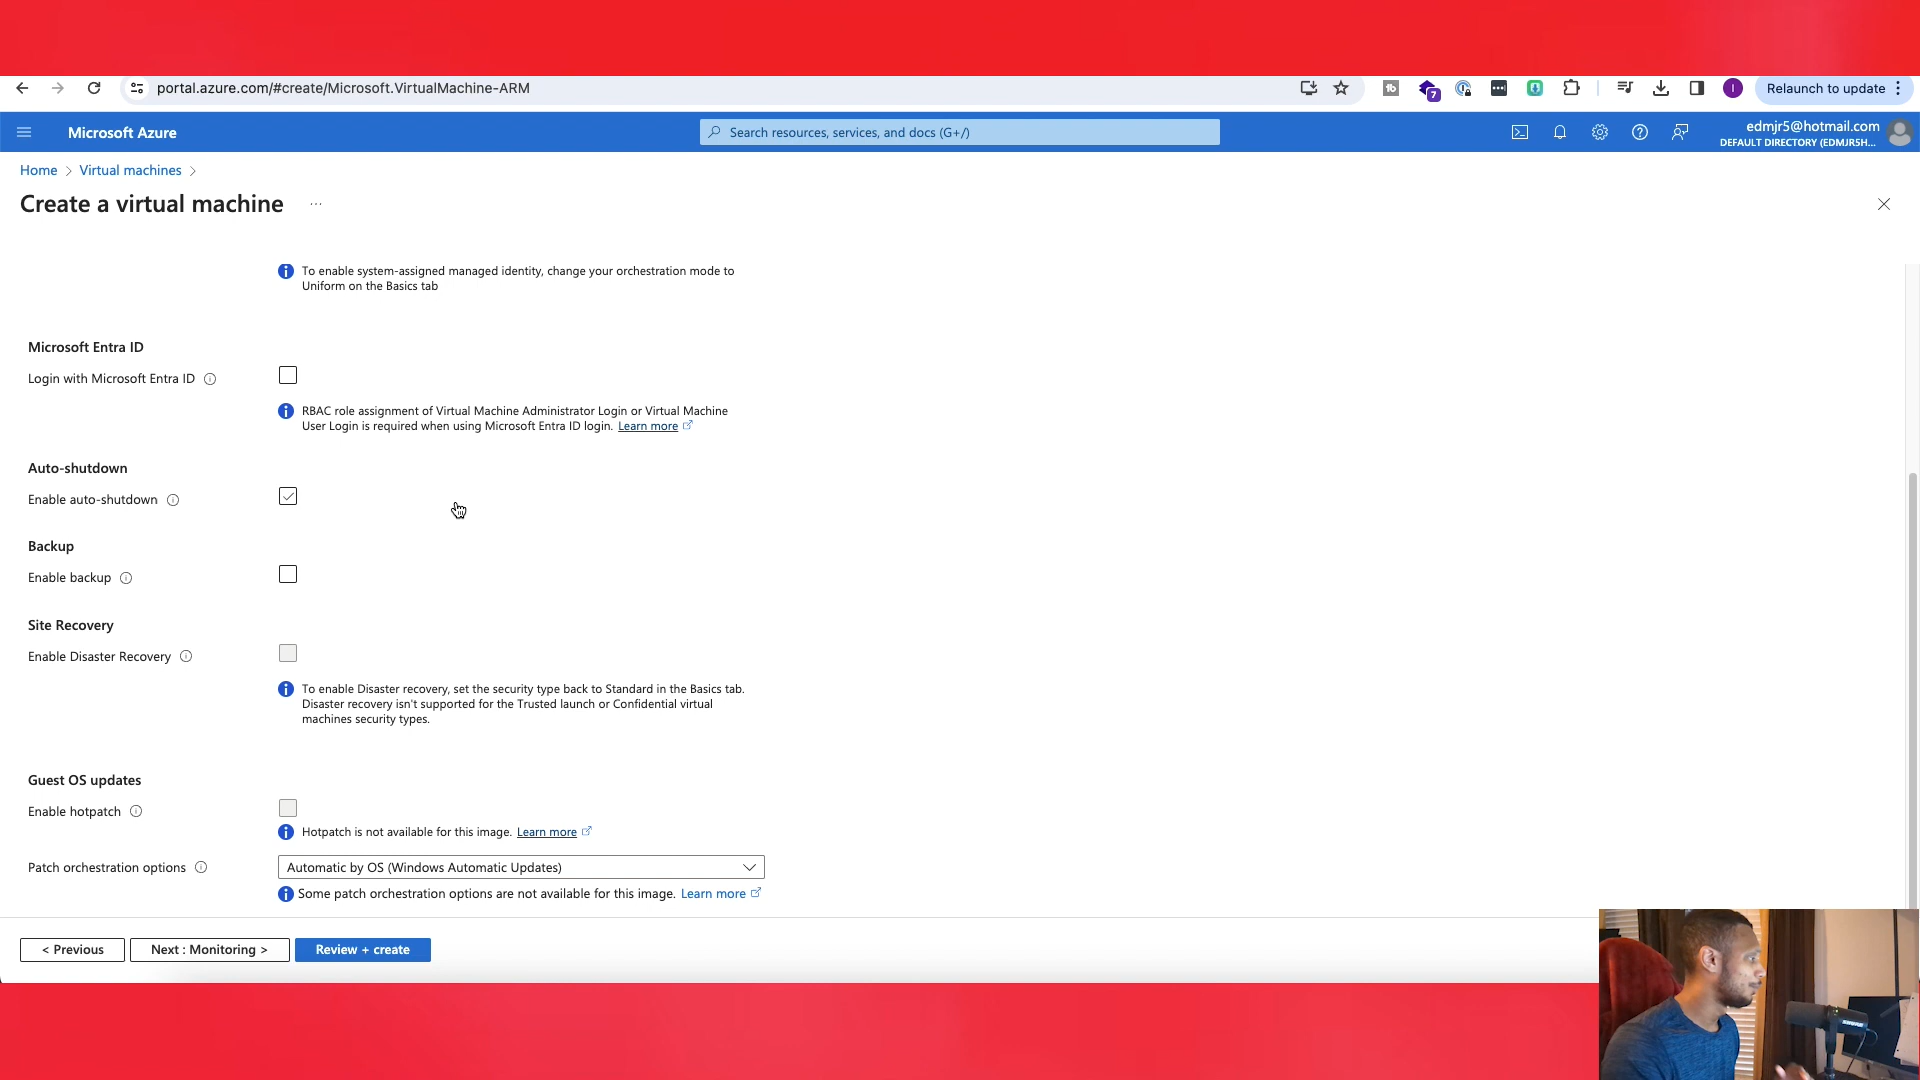 portal.azure.com/#create/Microsoft.VirtualMachine-ARM
7
I
Relaunch to update
Microsoft Azure
Search resources, services, and docs (G+/)
edmjr5@hotmail.com
DEFAULT DIRECTORY (EDMJR5H...
Home > Virtual machines >
Create a virtual machine ...
To enable system-assigned managed identity, change your orchestration mode to
Uniform on the Basics tab
Microsoft Entra ID
Login with Microsoft Entra ID
RBAC role assignment of Virtual Machine Administrator Login or Virtual Machine
User Login is required when using Microsoft Entra ID login. Learn more
Auto-shutdown
Enable auto-shutdown
Backup
Enable backup
Site Recovery
Enable Disaster Recovery
To enable Disaster recovery, set the security type back to Standard in the Basics tab.
Disaster recovery isn't supported for the Trusted launch or Confidential virtual
machines security types.
Guest OS updates
Enable hotpatch
Hotpatch is not available for this image. Learn more
Patch orchestration options
Automatic by OS (Windows Automatic Updates)
Some patch orchestration options are not available for this image. Learn more
< Previous
Next : Monitoring >
Review + create
SHURE